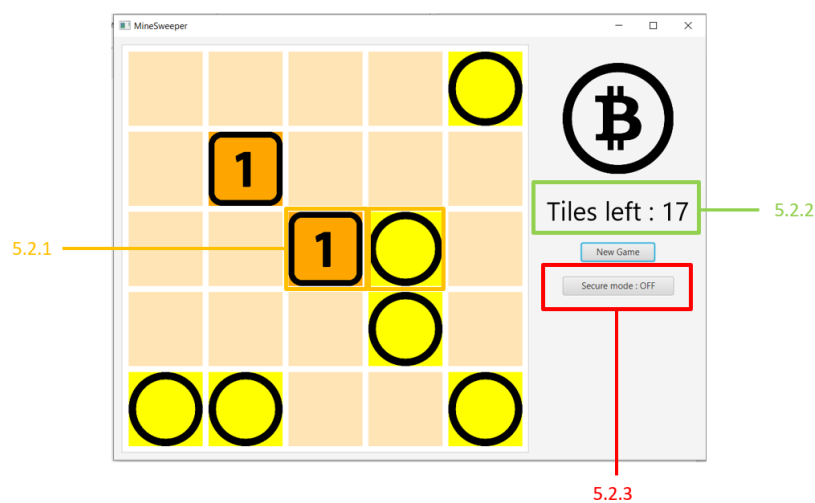 MineSweeper
1
Tiles left : 17
5.2.2
5.2.1
1
New Game
Secure mode : OFF
5.2.3